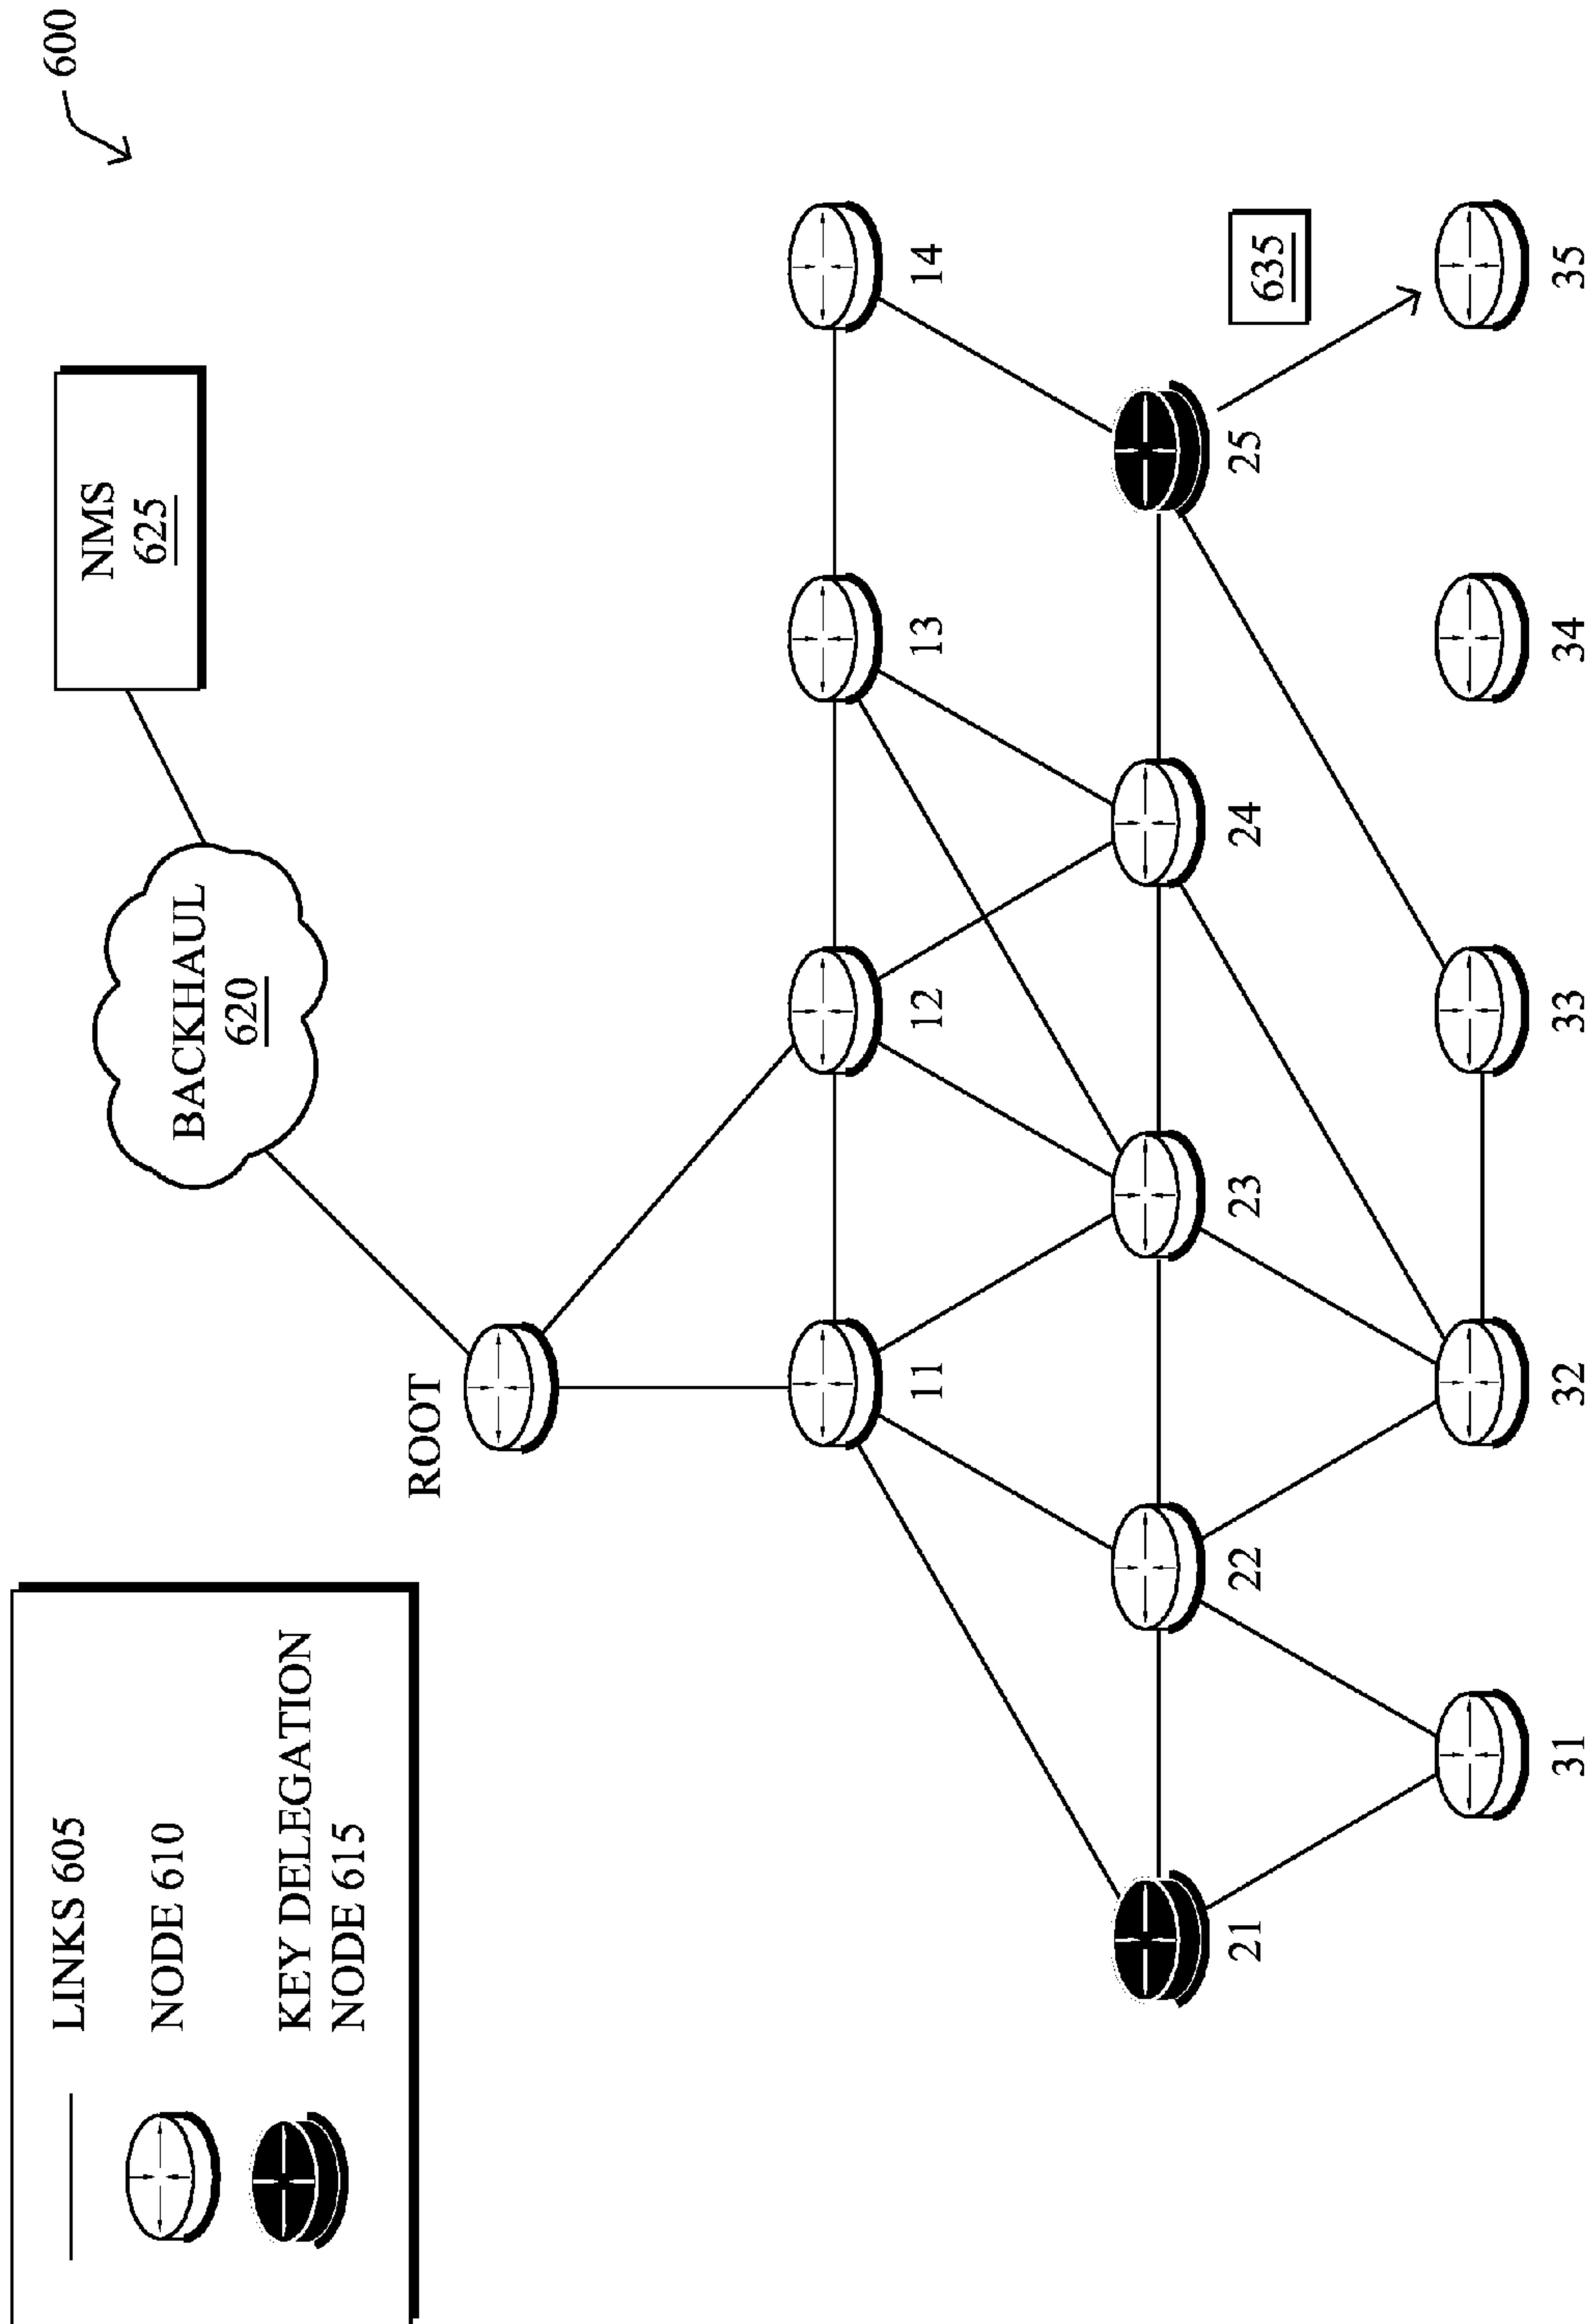 600
LINKS 605
NODE 610
KEY DELEGATION
NODE 615
NMS
625
BACKHAUL
620
ROOT
11
12
13
14
21
22
23
24
25
635
31
32
33
34
35